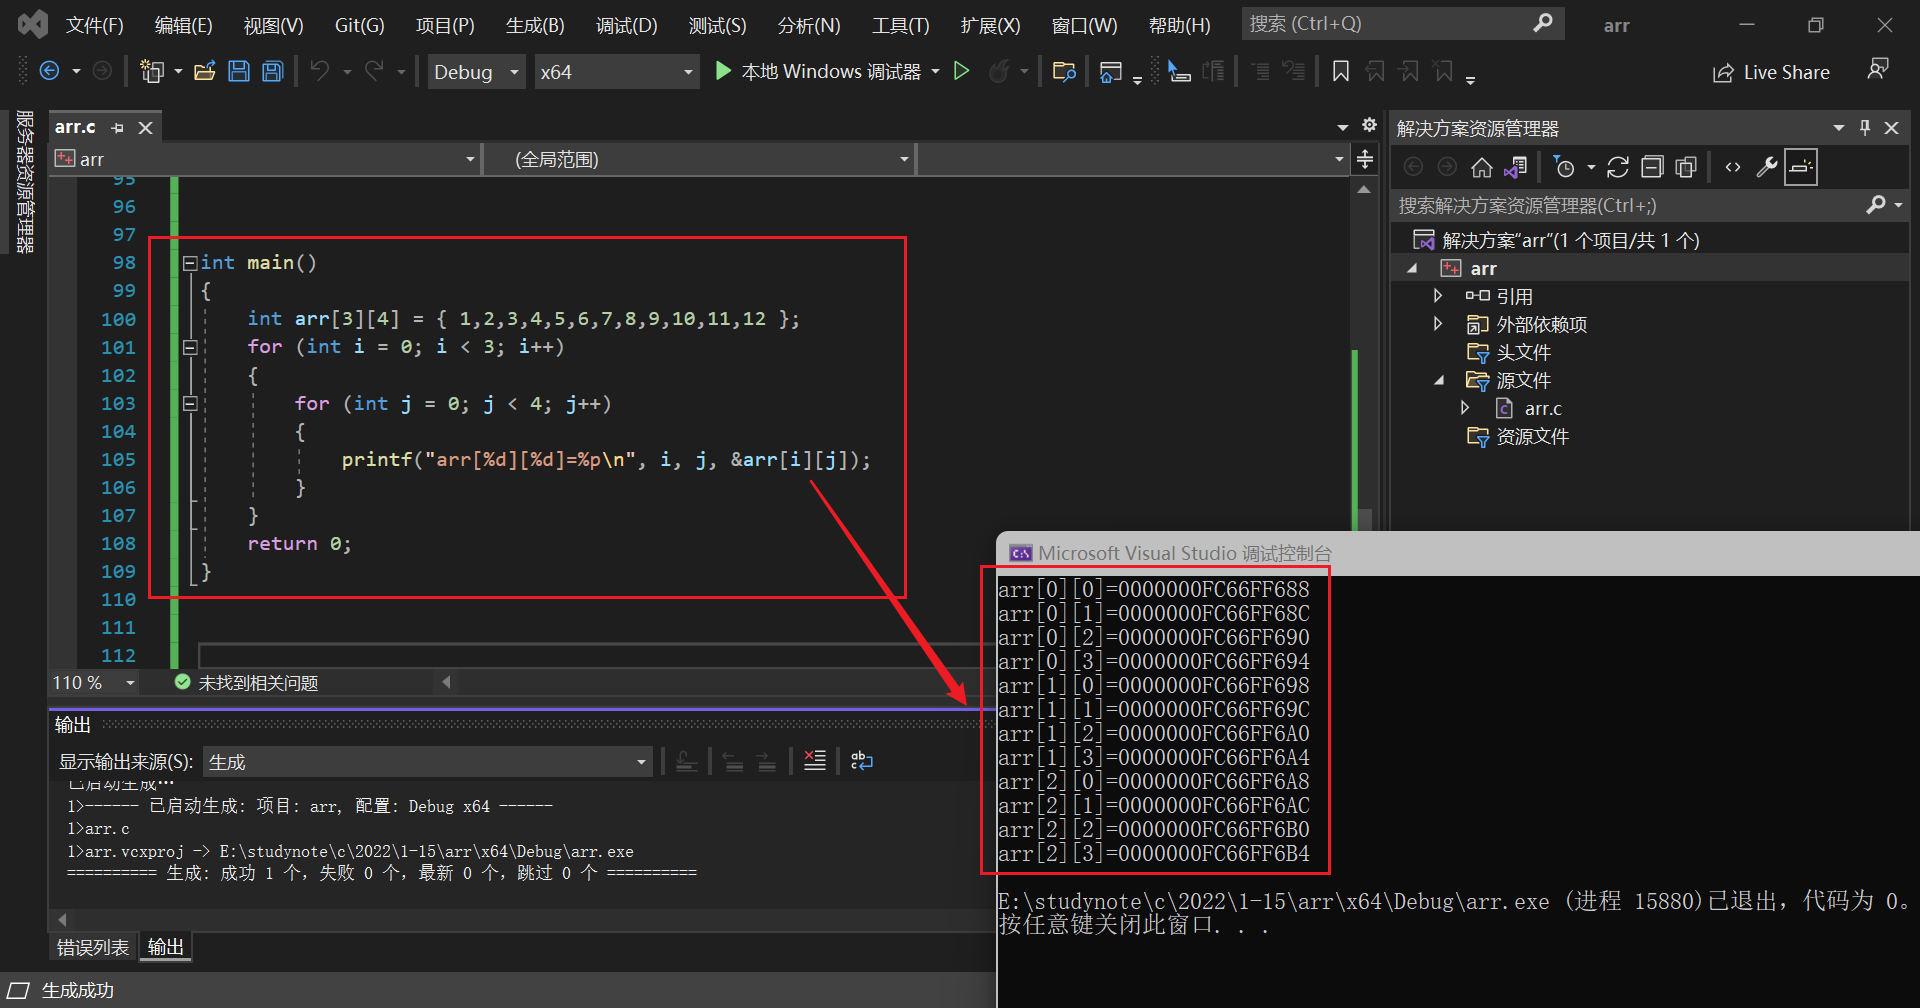 文件(F) 编辑(E) 视图(V) Git(G) 项目(P) 生成(B) 调试(D) 测试(S) 分析(N) 工具(T) 扩展(X) 窗口(W) 帮助(H) 搜索 (Ctrl+Q) arr
Debug x64 本地 Windows 调试器 Live Share
服务器资源管理器
arr.c
arr (全局范围)
95
96
97
98 int main()
99 {
100 int arr[3][4] = { 1,2,3,4,5,6,7,8,9,10,11,12 };
101 for (int i = 0; i < 3; i++)
102 {
103 for (int j = 0; j < 4; j++)
104 {
105 printf("arr[%d][%d]=%p\n", i, j, &arr[i][j]);
106 }
107 }
108 return 0;
109 }
110
111
112
110 % 未找到相关问题
输出
显示输出来源(S): 生成
已启动生成…
1>------ 已启动生成: 项目: arr, 配置: Debug x64 ------
1>arr.c
1>arr.vcxproj -> E:\studynote\c\2022\1-15\arr\x64\Debug\arr.exe
========== 生成: 成功 1 个，失败 0 个，最新 0 个，跳过 0 个 ==========
错误列表 输出
生成成功
解决方案资源管理器
搜索解决方案资源管理器(Ctrl+;)
解决方案"arr"(1 个项目/共 1 个)
arr
引用
外部依赖项
头文件
源文件
arr.c
资源文件
Microsoft Visual Studio 调试控制台
arr[0][0]=0000000FC66FF688
arr[0][1]=0000000FC66FF68C
arr[0][2]=0000000FC66FF690
arr[0][3]=0000000FC66FF694
arr[1][0]=0000000FC66FF698
arr[1][1]=0000000FC66FF69C
arr[1][2]=0000000FC66FF6A0
arr[1][3]=0000000FC66FF6A4
arr[2][0]=0000000FC66FF6A8
arr[2][1]=0000000FC66FF6AC
arr[2][2]=0000000FC66FF6B0
arr[2][3]=0000000FC66FF6B4
E:\studynote\c\2022\1-15\arr\x64\Debug\arr.exe (进程 15880)已退出，代码为 0。
按任意键关闭此窗口. . .